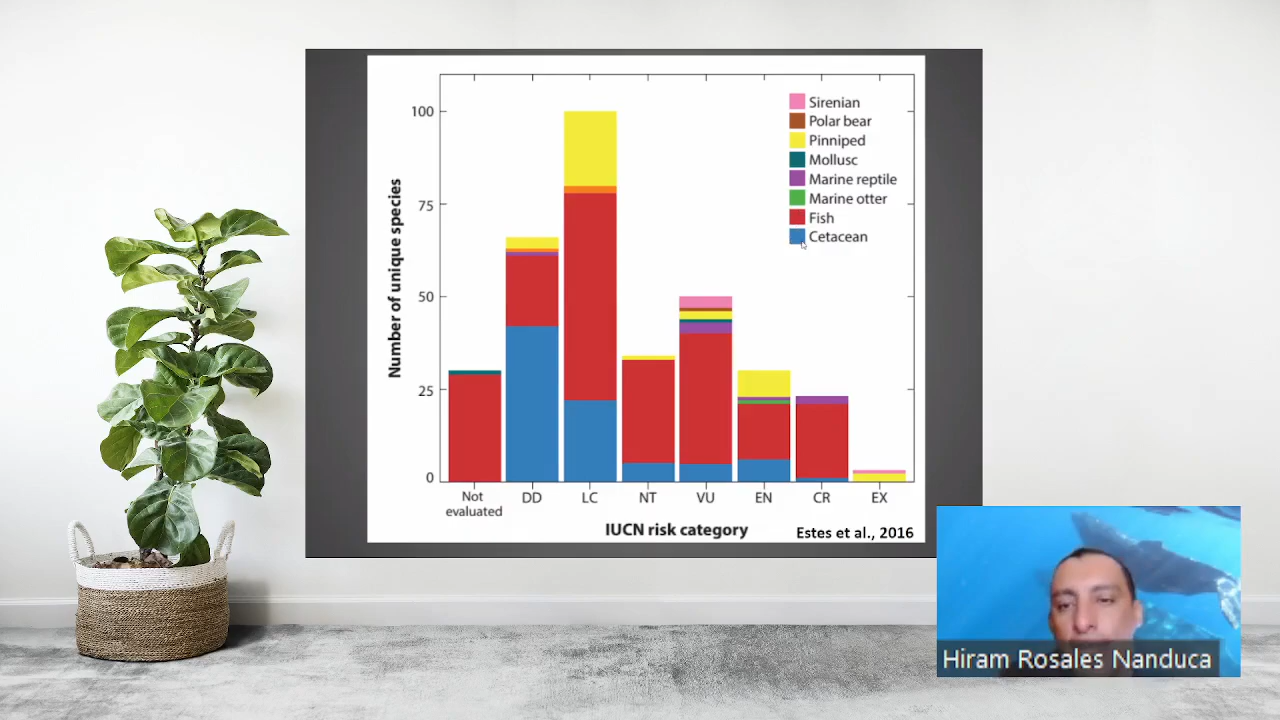 100
75
50
25
0
Number of unique species
Sirenian
Polar bear
Pinniped
Mollusc
Marine reptile
Marine otter
Fish
Cetacean
Not
evaluated
DD
LC
NT
VU
EN
CR
EX
IUCN risk category
Estes et al., 2016
Hiram Rosales Nanduca